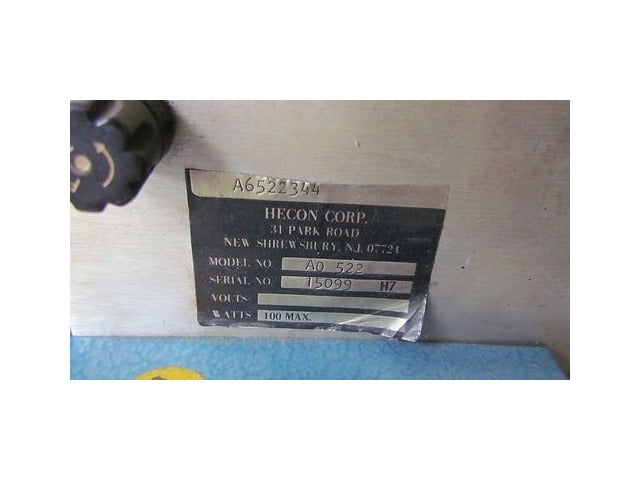 A6522344
HECON CORP.
31 PARK ROAD
NEW SHREWSBURY, N.J. 07724
MODEL NO. AO 522
SERIAL NO. 15099 H7
VOLTS
WATTS 100 MAX.